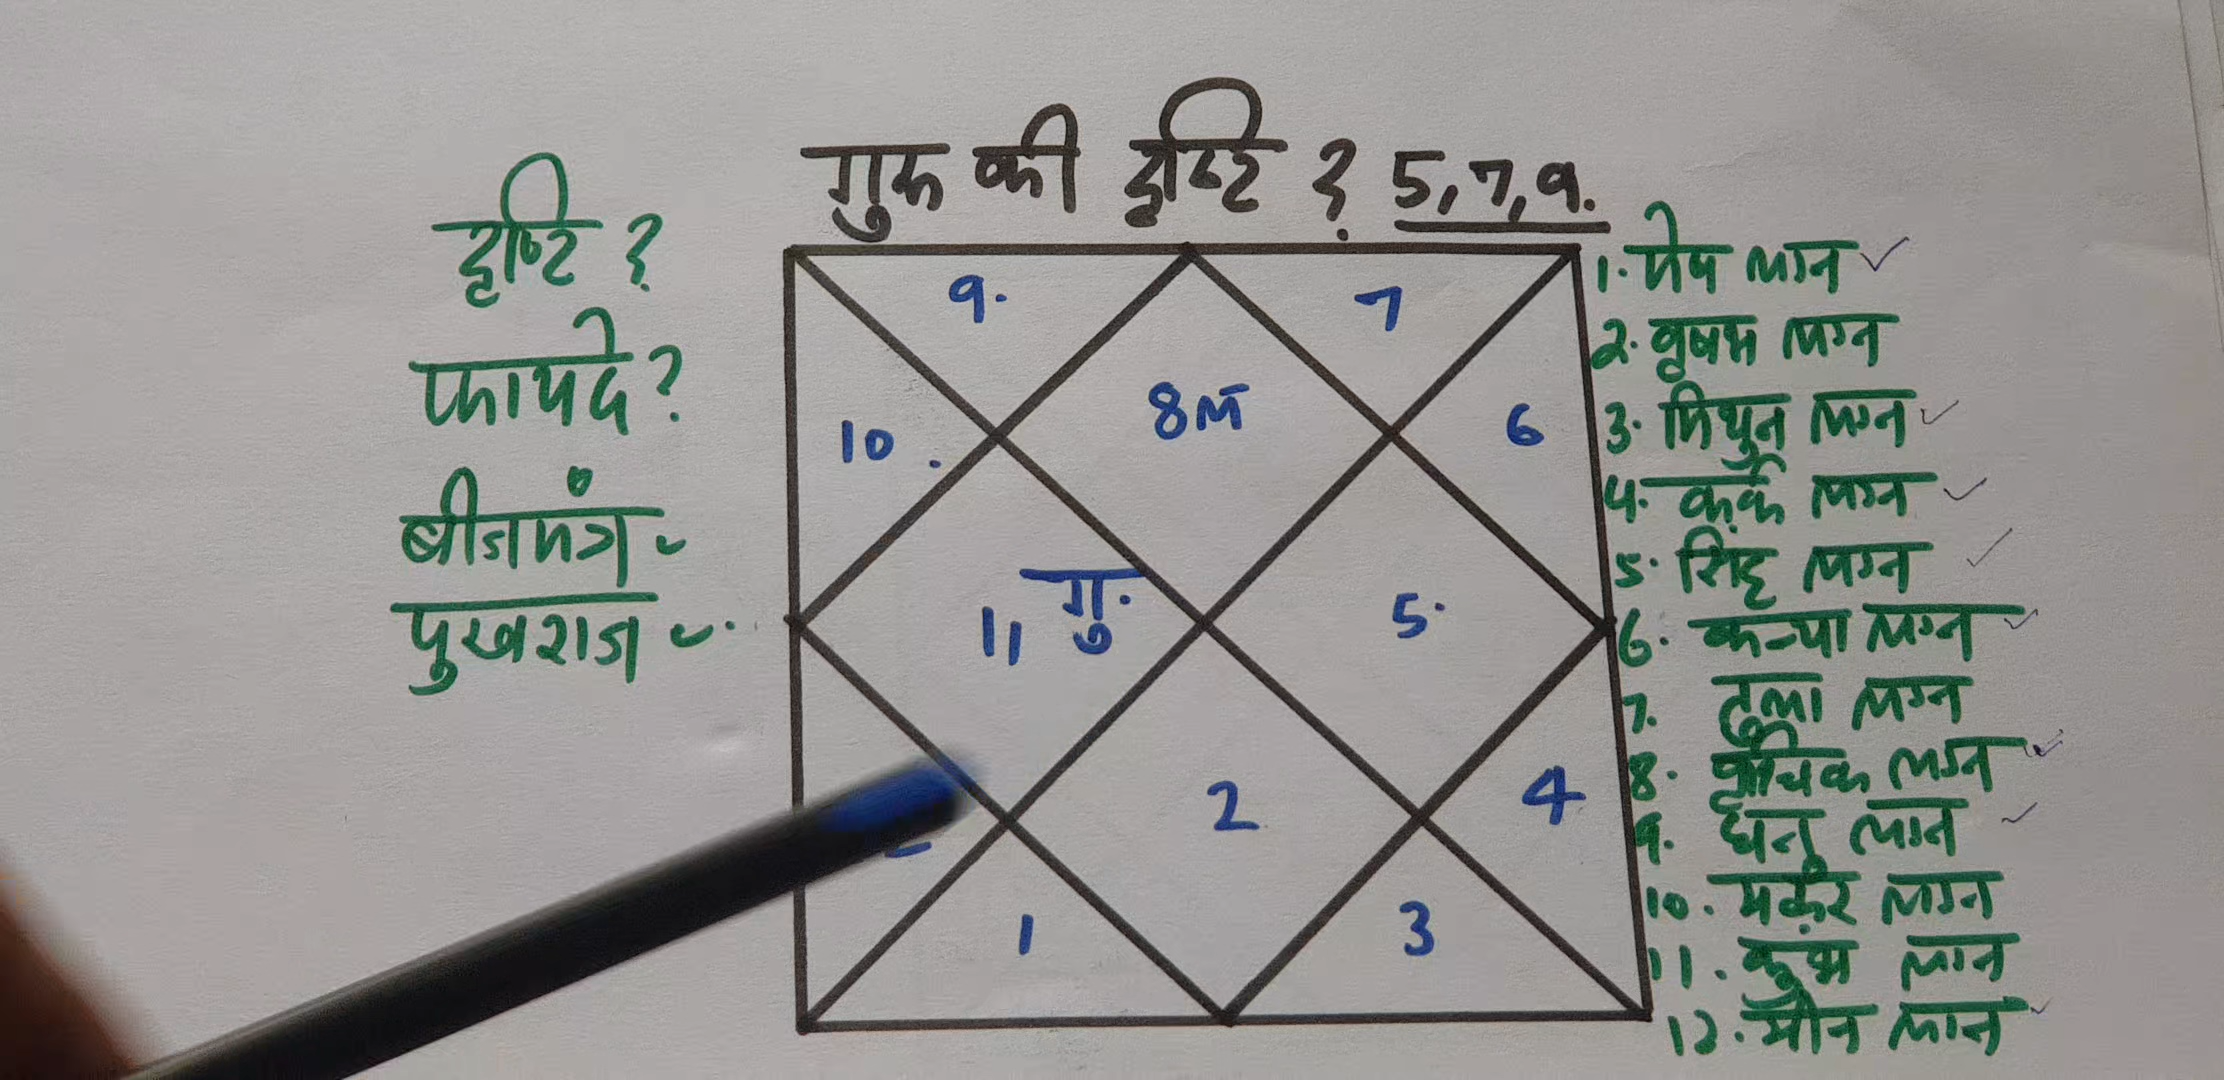 गुरू की दृष्टि ? 5,7,9.
दृष्टि ?
फायदे ?
बीजमंत्र
पुखराज
9.
7
10
8ल
6
11 गु.
5.
2
4
1
3
1. मेष लग्न ✓
2. वृषभ लग्न
3. मिथुन लग्न ✓
4. कर्क लग्न ✓
5. सिंह लग्न ✓
6. कन्या लग्न ✓
7. तुला लग्न
8. वृश्चिक लग्न ✓
9. धनु लग्न ✓
10. मकर लग्न
11. कुंभ लग्न
12. मीन लग्न ✓